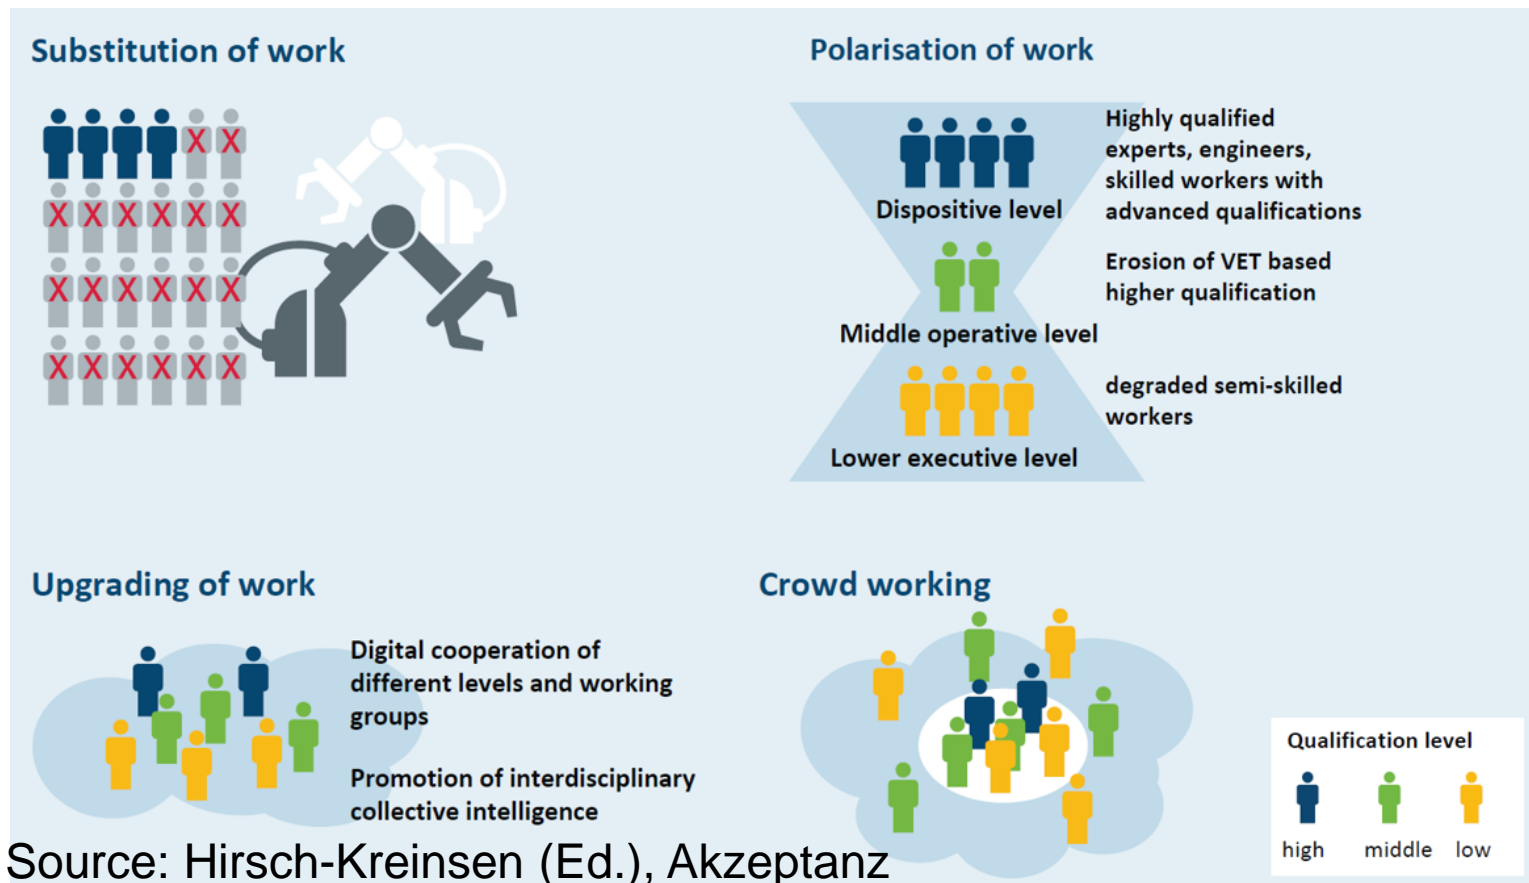 Substitution of work
X X
X X X X X X
X X X X X X
X X X X X X
Polarisation of work
Dispositive level
Highly qualified
experts, engineers,
skilled workers with
advanced qualifications
Middle operative level
Erosion of VET based
higher qualification
Lower executive level
degraded semi-skilled
workers
Upgrading of work
Digital cooperation of
different levels and working
groups
Promotion of interdisciplinary
collective intelligence
Crowd working
Qualification level
high middle low
Source: Hirsch-Kreinsen (Ed.), Akzeptanz